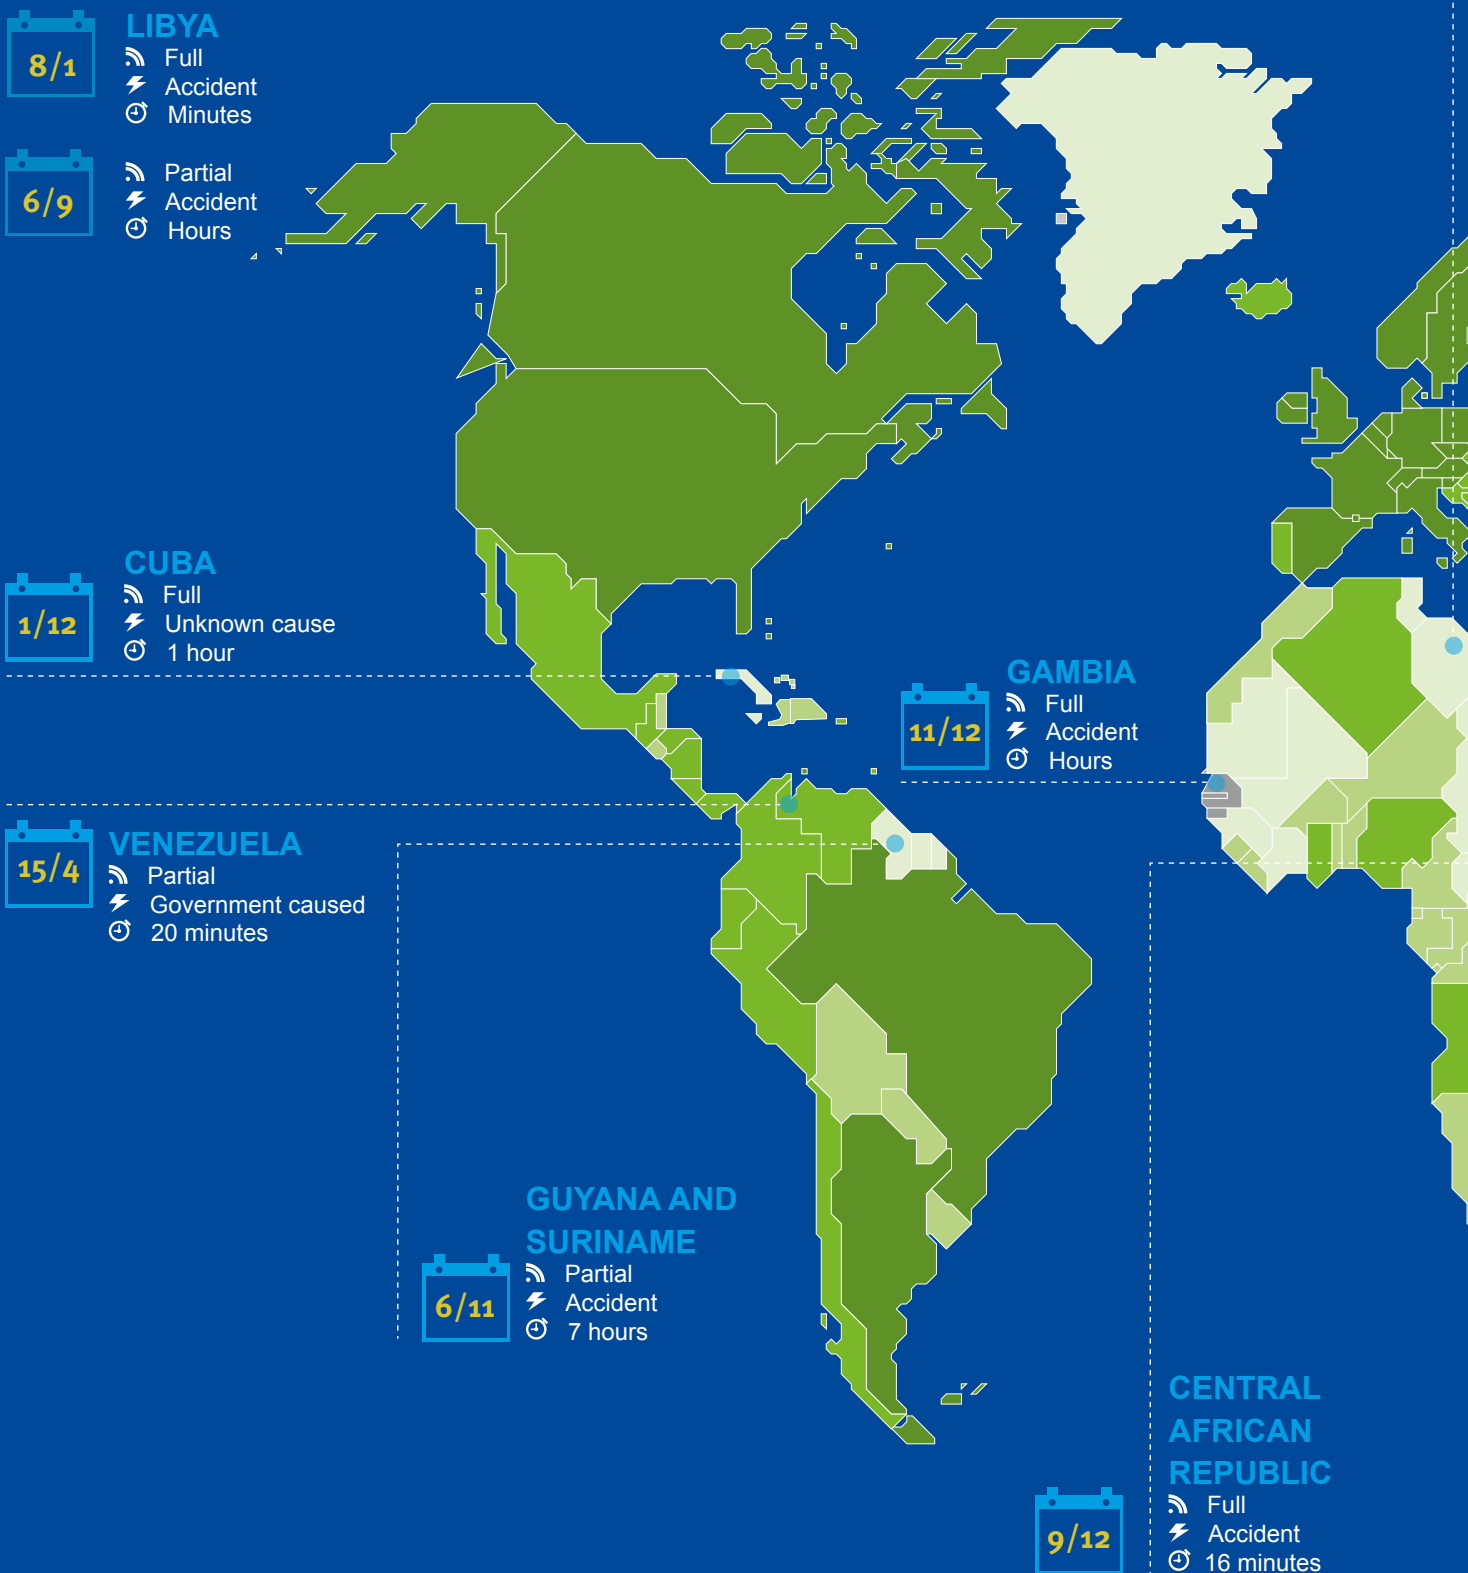 LIBYA
8/1
Full
Accident
Minutes
6/9
Partial
Accident
Hours
CUBA
1/12
Full
Unknown cause
1 hour
GAMBIA
11/12
Full
Accident
Hours
VENEZUELA
15/4
Partial
Government caused
20 minutes
GUYANA AND
SURINAME
6/11
Partial
Accident
7 hours
CENTRAL
AFRICAN
REPUBLIC
9/12
Full
Accident
16 minutes